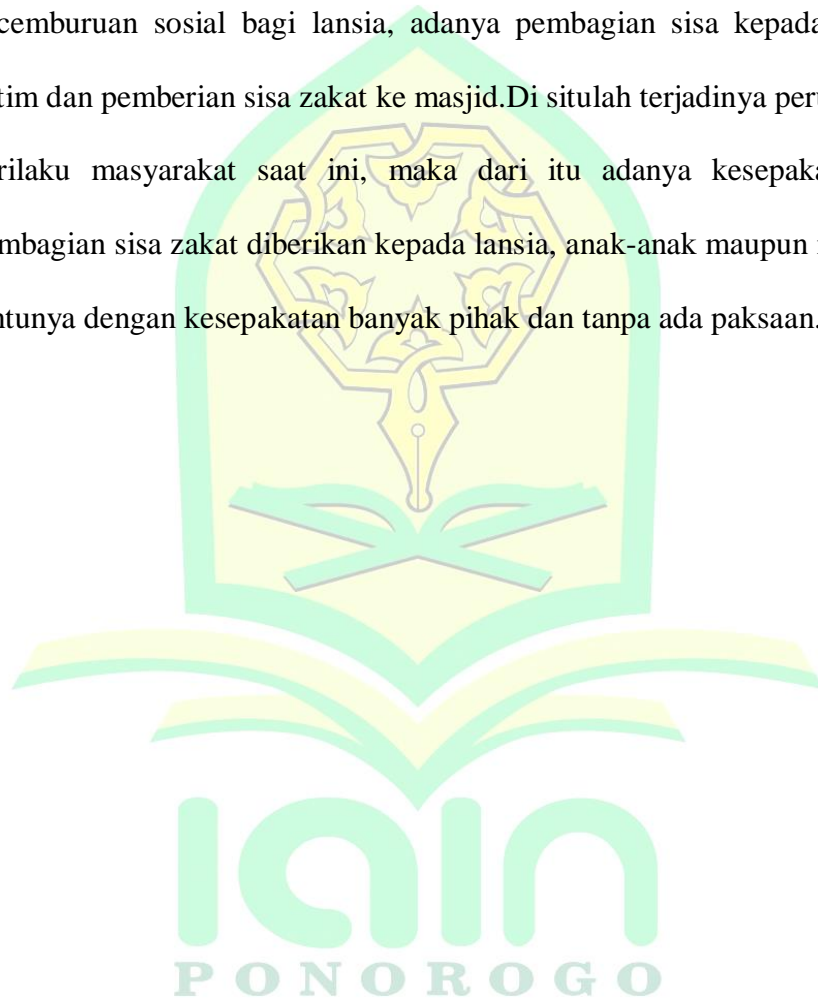 cemburuan sosial bagi lansia, adanya pembagian sisa kepada
tim dan pemberian sisa zakat ke masjid.Di situlah terjadinya per
rilaku masyarakat saat ini, maka dari itu adanya kesepaka
mbagian sisa zakat diberikan kepada lansia, anak-anak maupun
ntunya dengan kesepakatan banyak pihak dan tanpa ada paksaan.
iain
PONOROGO